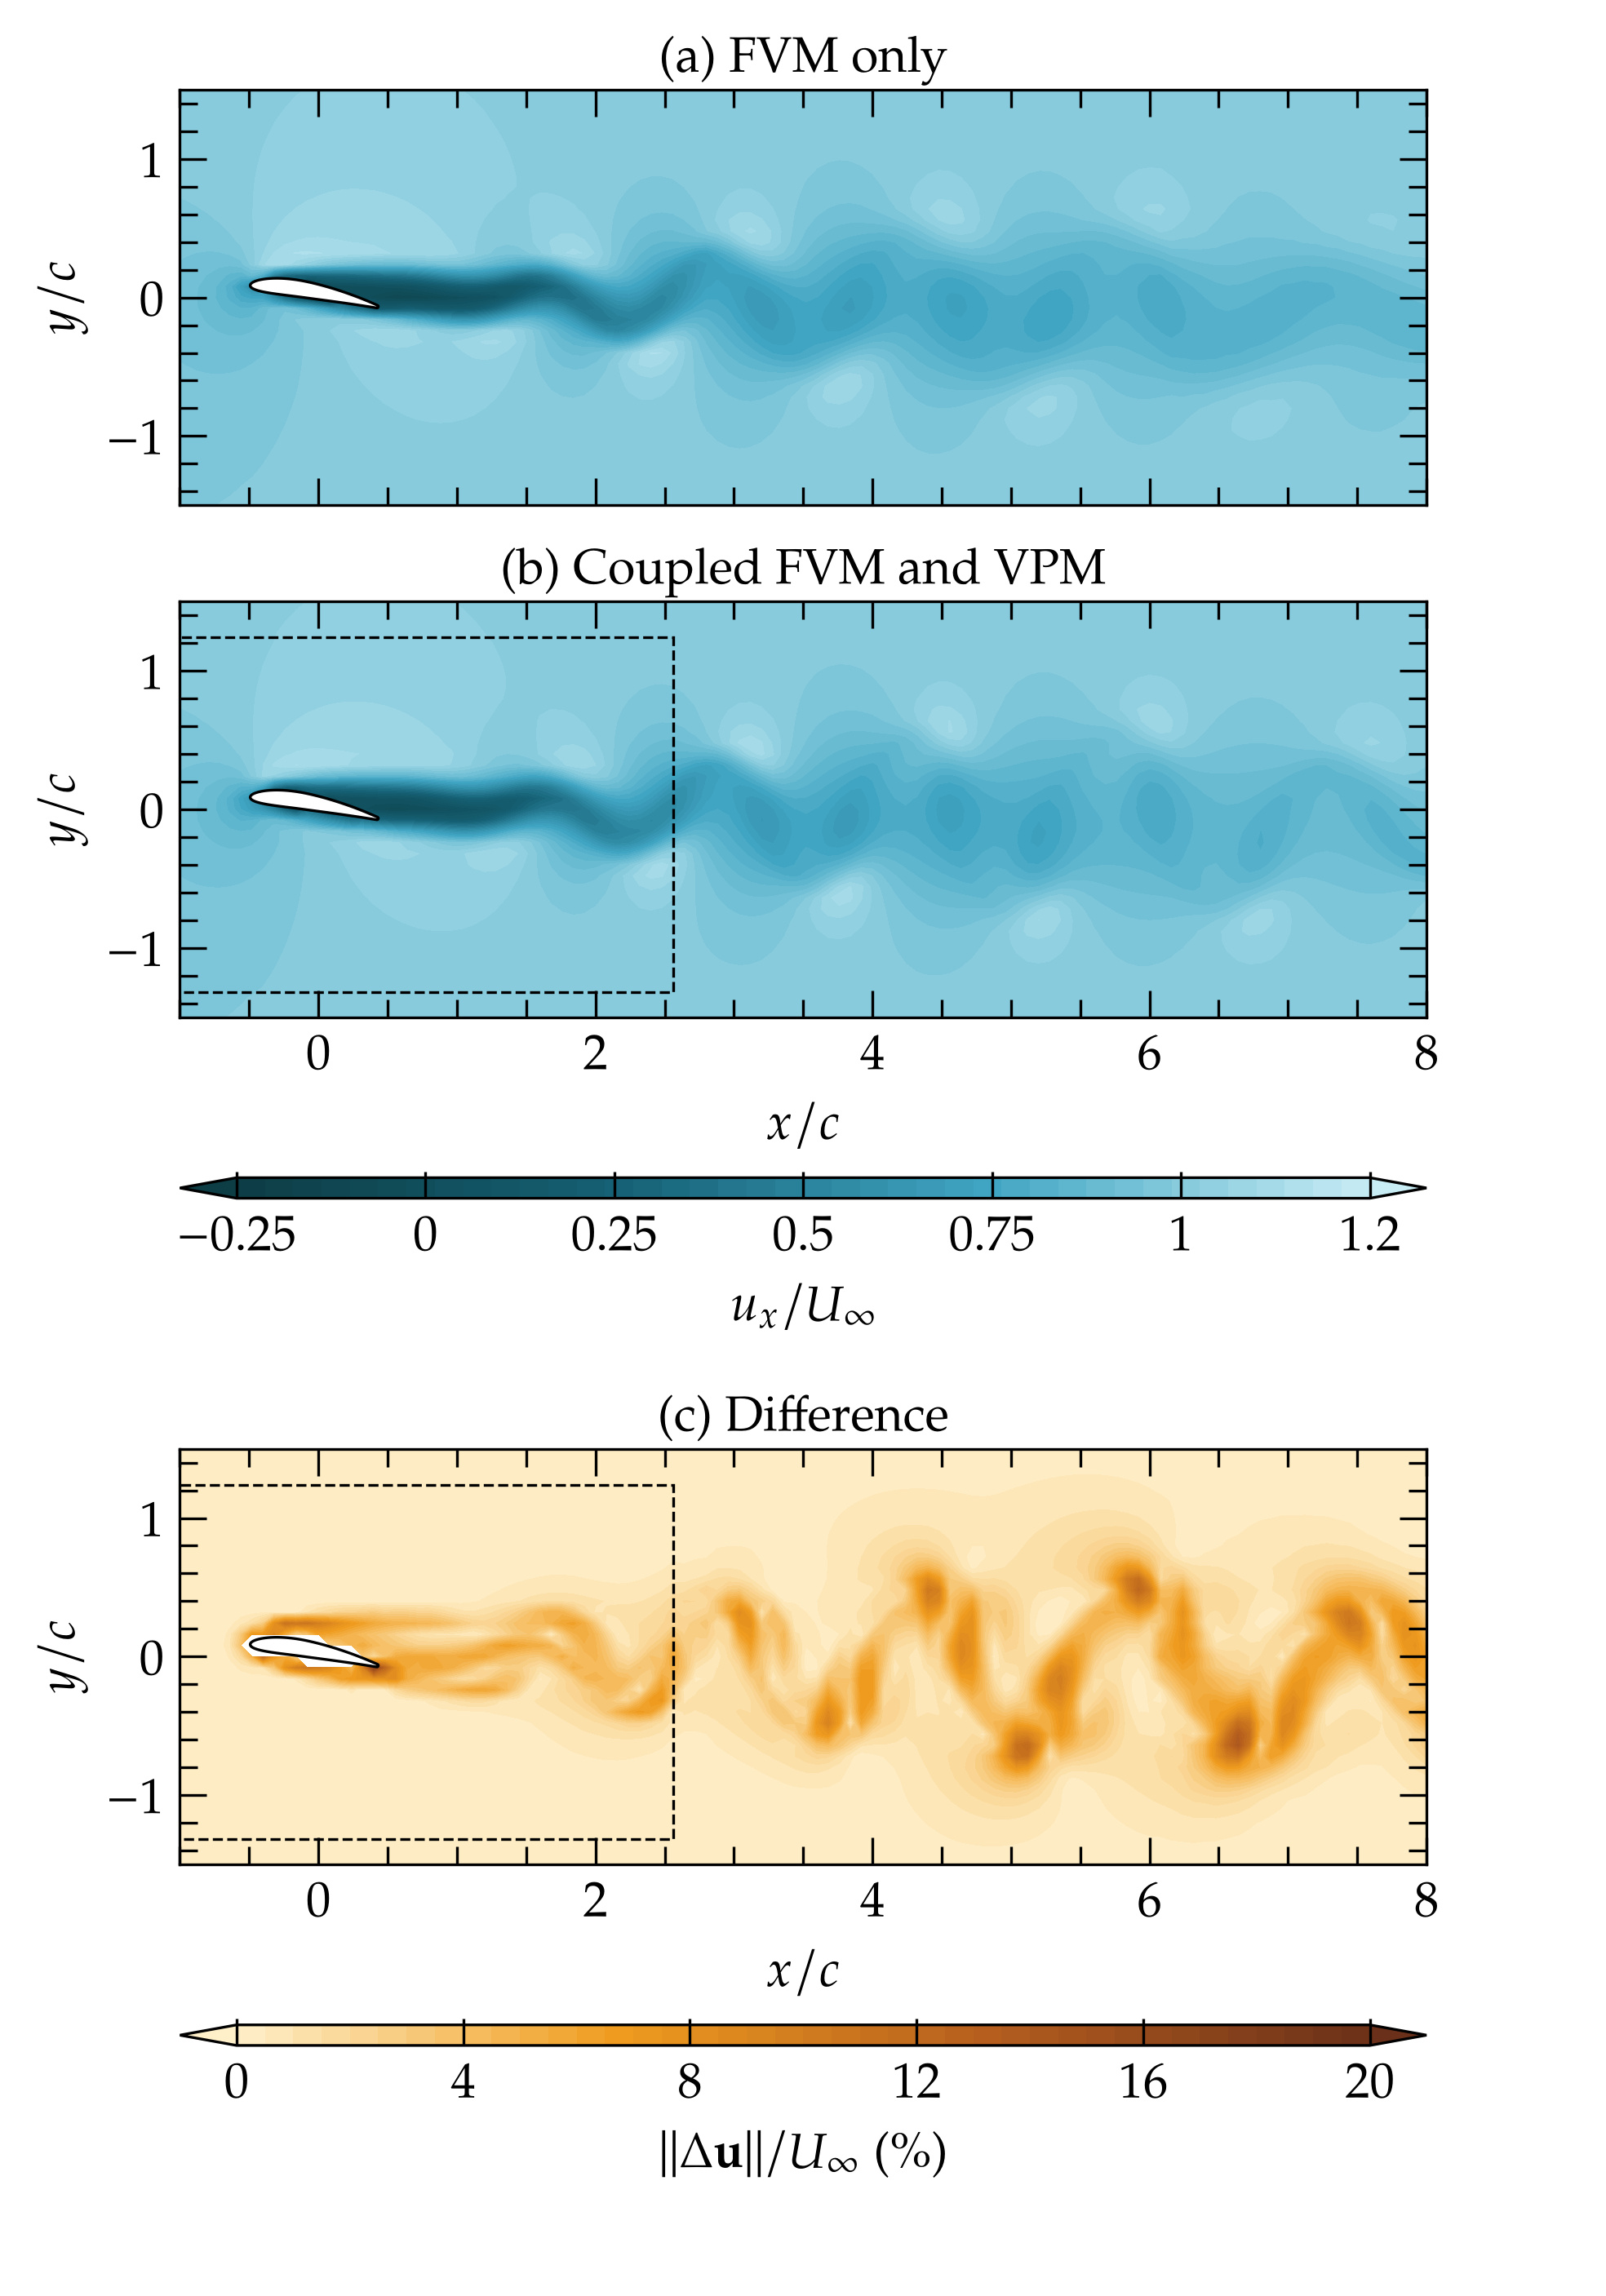 (a) FVM only
1
0
−1
y/c
(b) Coupled FVM and VPM
1
0
−1
y/c
0 2 4 6 8
x/c
−0.25 0 0.25 0.5 0.75 1 1.2
u_x/U_∞
(c) Difference
1
0
−1
y/c
0 2 4 6 8
x/c
0 4 8 12 16 20
‖Δ𝐮‖/U_∞ (%)